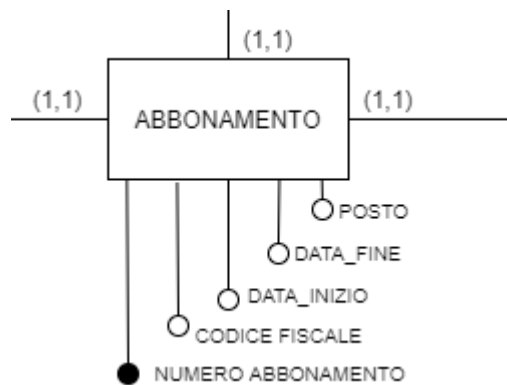 (1,1)
(1,1)
ABBONAMENTO
(1,1)
POSTO
DATA_FINE
DATA_INIZIO
CODICE FISCALE
NUMERO ABBONAMENTO